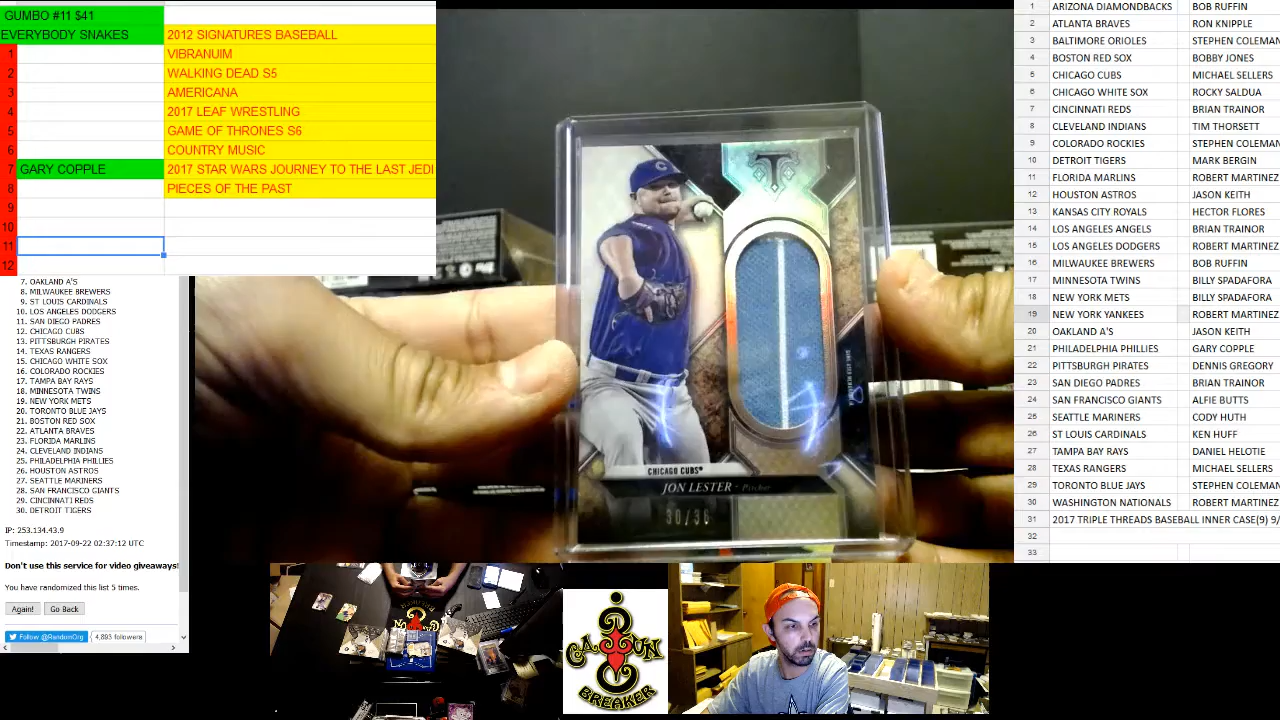 GUMBO #11 $41
EVERYBODY SNAKES
2012 SIGNATURES BASEBALL
1
VIBRANUIM
2
WALKING DEAD S5
3
AMERICANA
4
2017 LEAF WRESTLING
5
GAME OF THRONES S6
6
COUNTRY MUSIC
7
GARY COPPLE
2017 STAR WARS JOURNEY TO THE LAST JEDI
8
PIECES OF THE PAST
9
10
11
12
7. OAKLAND A'S
8. MILWAUKEE BREWERS
9. ST LOUIS CARDINALS
10. LOS ANGELES DODGERS
11. SAN DIEGO PADRES
12. CHICAGO CUBS
13. PITTSBURGH PIRATES
14. TEXAS RANGERS
15. CHICAGO WHITE SOX
16. COLORADO ROCKIES
17. TAMPA BAY RAYS
18. MINNESOTA TWINS
19. NEW YORK METS
20. TORONTO BLUE JAYS
21. BOSTON RED SOX
22. ATLANTA BRAVES
23. FLORIDA MARLINS
24. CLEVELAND INDIANS
25. PHILADELPHIA PHILLIES
26. HOUSTON ASTROS
27. SEATTLE MARINERS
28. SAN FRANCISCO GIANTS
29. CINCINNATI REDS
30. DETROIT TIGERS
IP: 253.134.43.9
Timestamp: 2017-09-22 02:37:12 UTC
Don't use this service for video giveaways!
You have randomized this list 5 times.
Again! Go Back
Follow @RandomOrg 4,893 followers
T
CHICAGO CUBS
JON LESTER • Pitcher
30/36
CAJUN
BREAKER
1 ARIZONA DIAMONDBACKS BOB RUFFIN
2 ATLANTA BRAVES RON KNIPPLE
3 BALTIMORE ORIOLES STEPHEN COLEMAN
4 BOSTON RED SOX BOBBY JONES
5 CHICAGO CUBS MICHAEL SELLERS
6 CHICAGO WHITE SOX ROCKY SALDUA
7 CINCINNATI REDS BRIAN TRAINOR
8 CLEVELAND INDIANS TIM THORSETT
9 COLORADO ROCKIES STEPHEN COLEMAN
10 DETROIT TIGERS MARK BERGIN
11 FLORIDA MARLINS ROBERT MARTINEZ
12 HOUSTON ASTROS JASON KEITH
13 KANSAS CITY ROYALS HECTOR FLORES
14 LOS ANGELES ANGELS BRIAN TRAINOR
15 LOS ANGELES DODGERS ROBERT MARTINEZ
16 MILWAUKEE BREWERS BOB RUFFIN
17 MINNESOTA TWINS BILLY SPADAFORA
18 NEW YORK METS BILLY SPADAFORA
19 NEW YORK YANKEES ROBERT MARTINEZ
20 OAKLAND A'S JASON KEITH
21 PHILADELPHIA PHILLIES GARY COPPLE
22 PITTSBURGH PIRATES DENNIS GREGORY
23 SAN DIEGO PADRES BRIAN TRAINOR
24 SAN FRANCISCO GIANTS ALFIE BUTTS
25 SEATTLE MARINERS CODY HUTH
26 ST LOUIS CARDINALS KEN HUFF
27 TAMPA BAY RAYS DANIEL HELOTIE
28 TEXAS RANGERS MICHAEL SELLERS
29 TORONTO BLUE JAYS STEPHEN COLEMAN
30 WASHINGTON NATIONALS ROBERT MARTINEZ
31 2017 TRIPLE THREADS BASEBALL INNER CASE(9) 9/
32
33